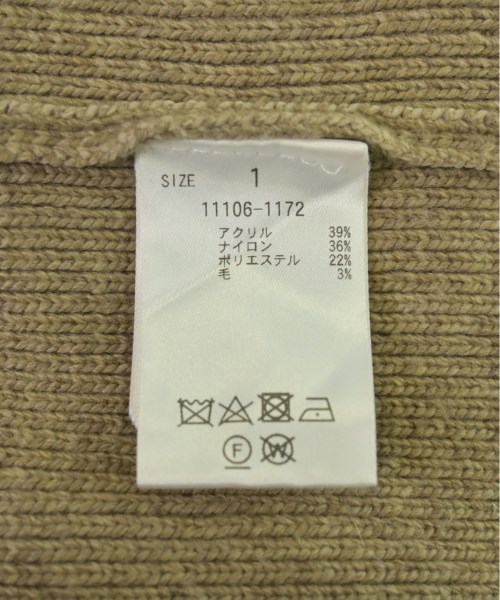 SIZE 1
11106-1172
アクリル 39%
ナイロン 36%
ポリエステル 22%
毛 3%
F W